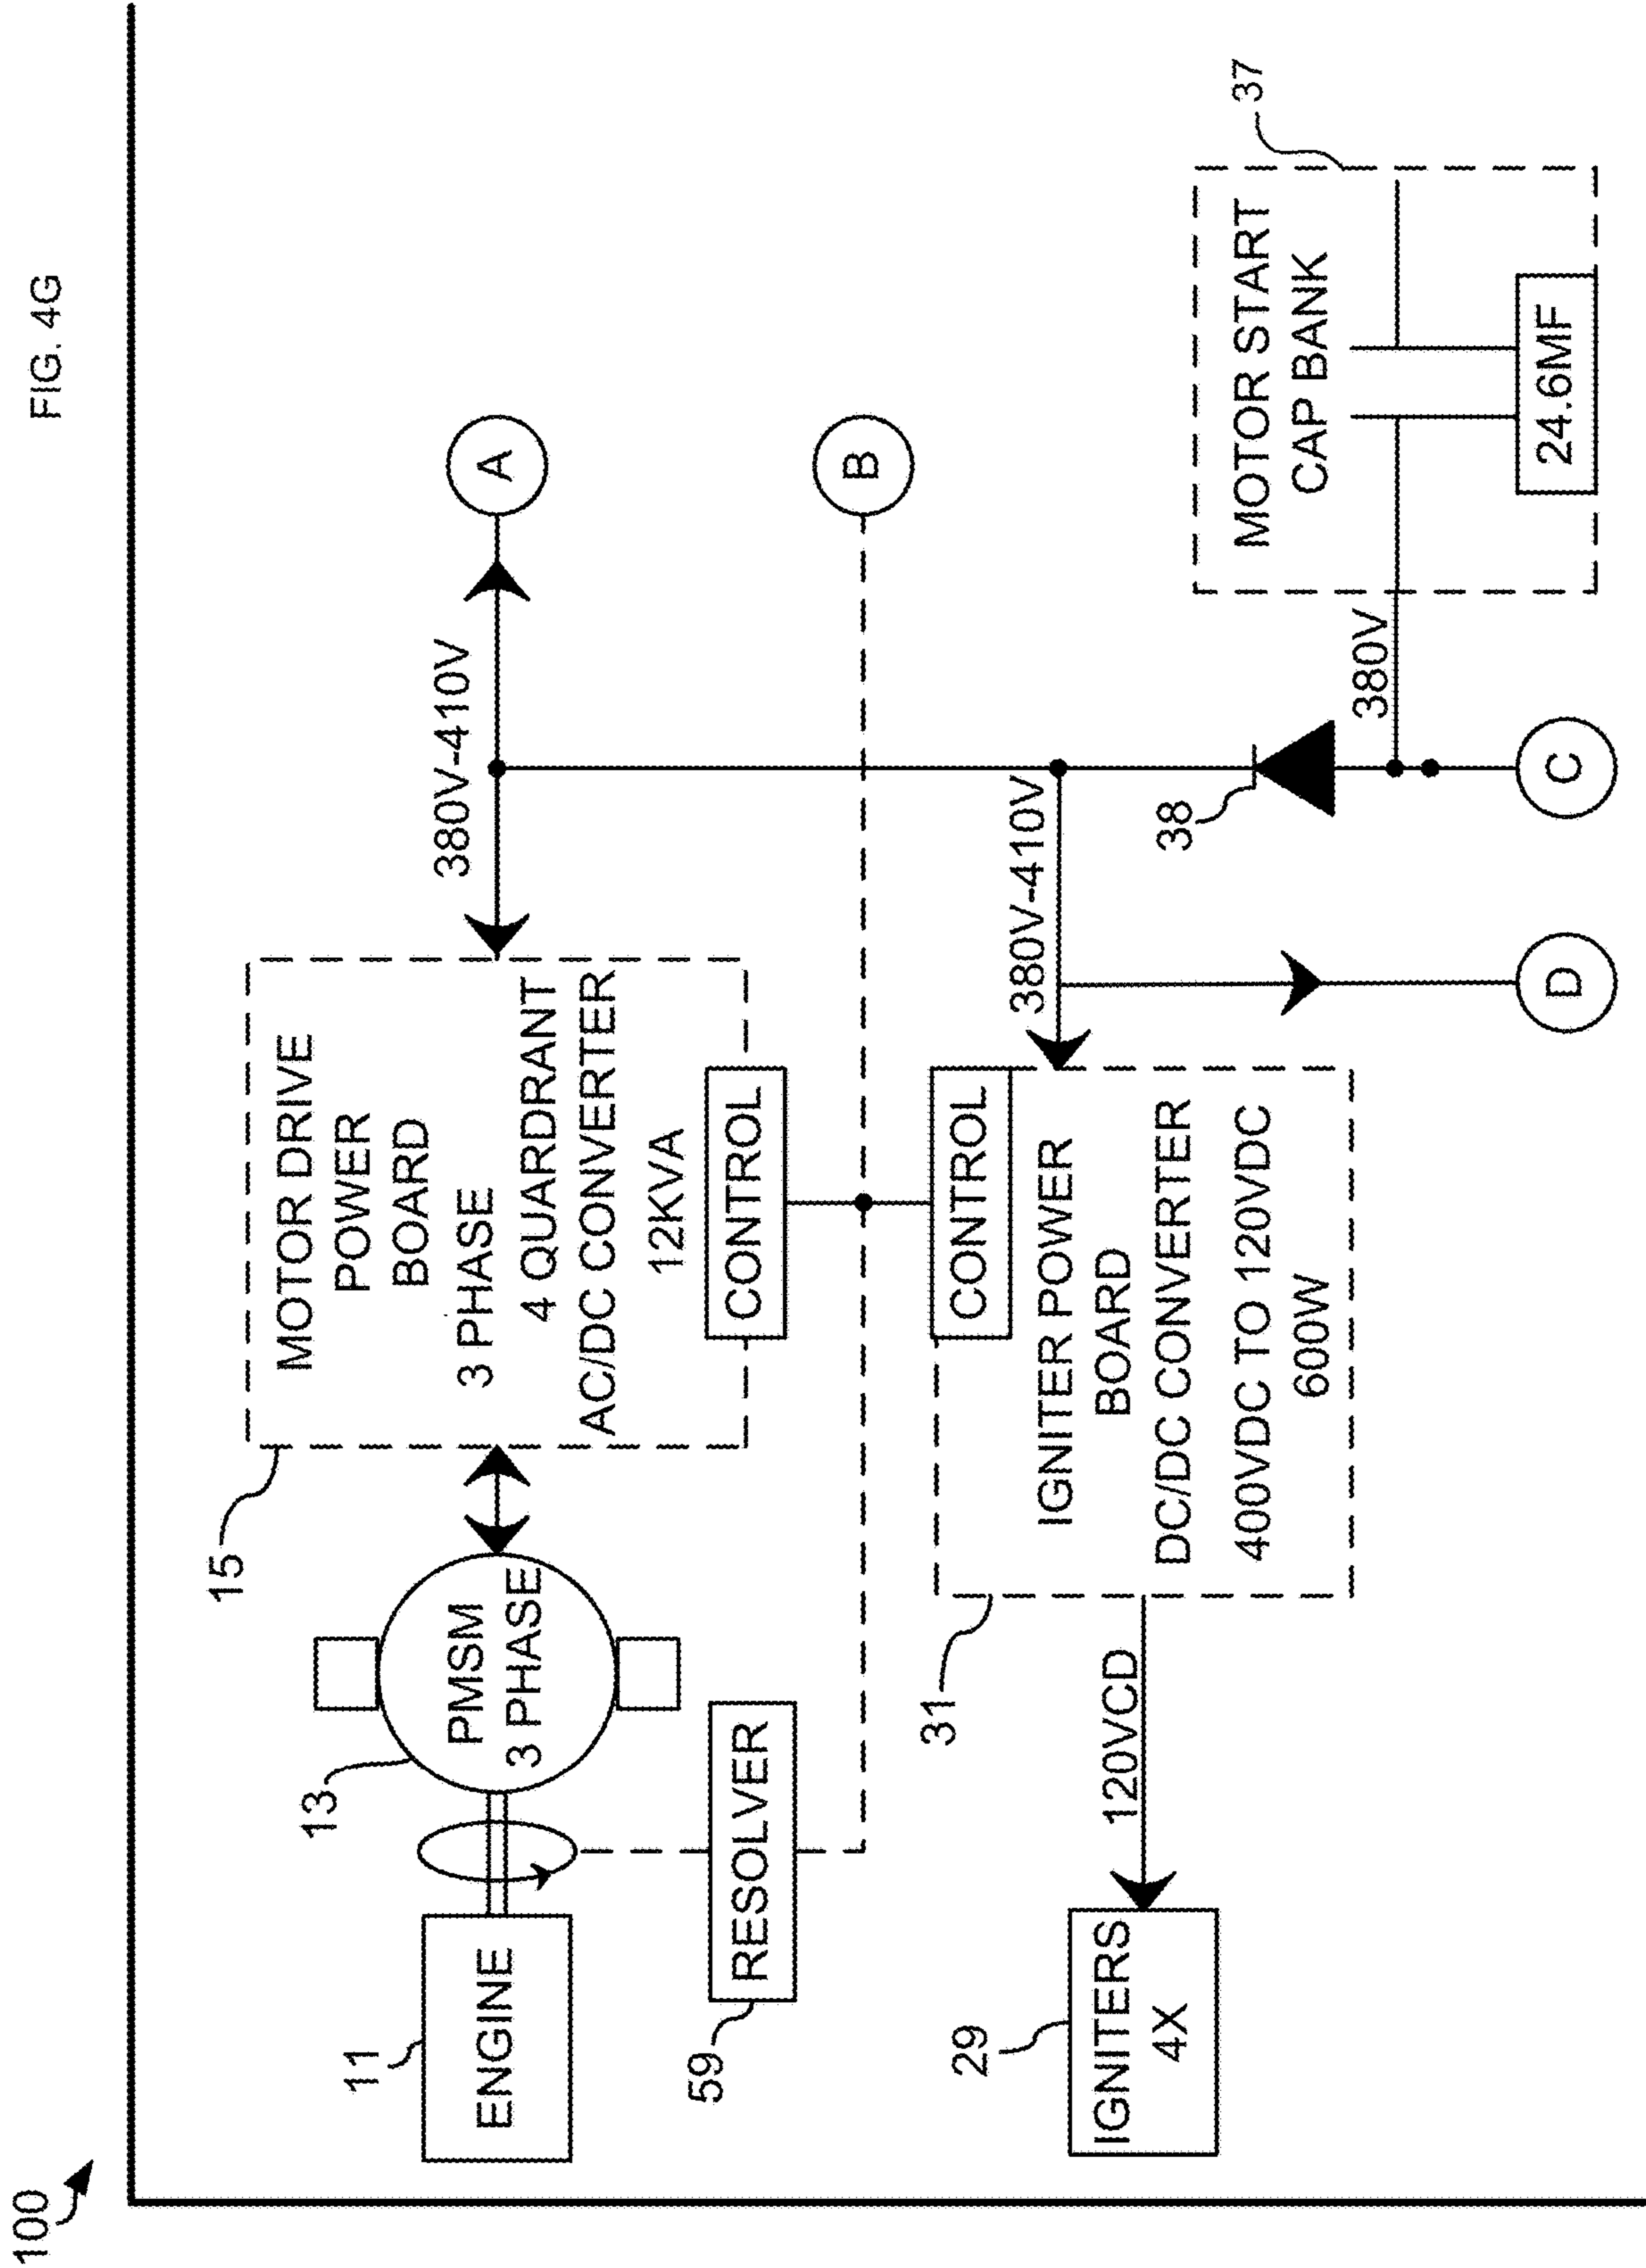 FIG. 4G
100
11
ENGINE
13
PMSM
3 PHASE
15
MOTOR DRIVE
POWER
BOARD
3 PHASE
4 QUARDRANT
AC/DC CONVERTER
12KVA
CONTROL
380V-410V
A
59
RESOLVER
B
29
IGNITERS
4X
120VCD
31
CONTROL
IGNITER POWER
BOARD
DC/DC CONVERTER
400VDC TO 120VDC
600W
380V-410V
D
38
C
380V
37
MOTOR START
CAP BANK
24.6MF